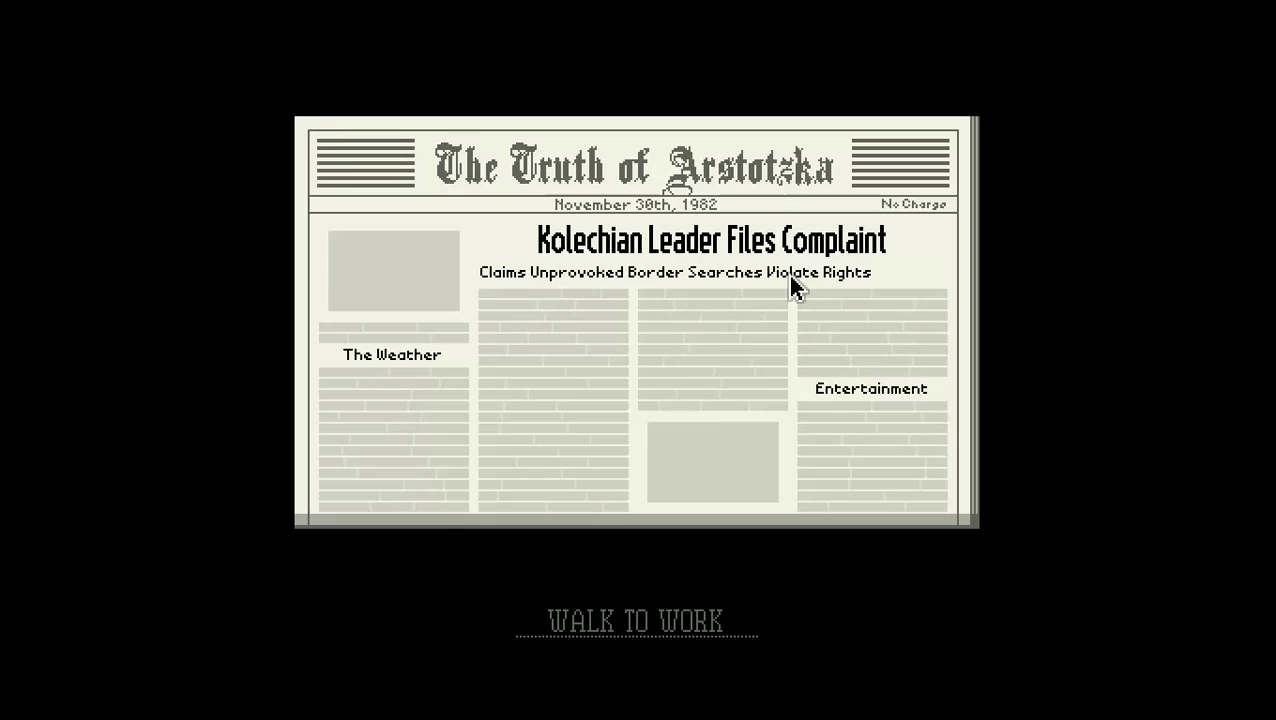 The Truth of Arstotzka
November 30th, 1982
No Charge
Kolechian Leader Files Complaint
Claims Unprovoked Border Searches Violate Rights
The Weather
Entertainment
WALK TO WORK